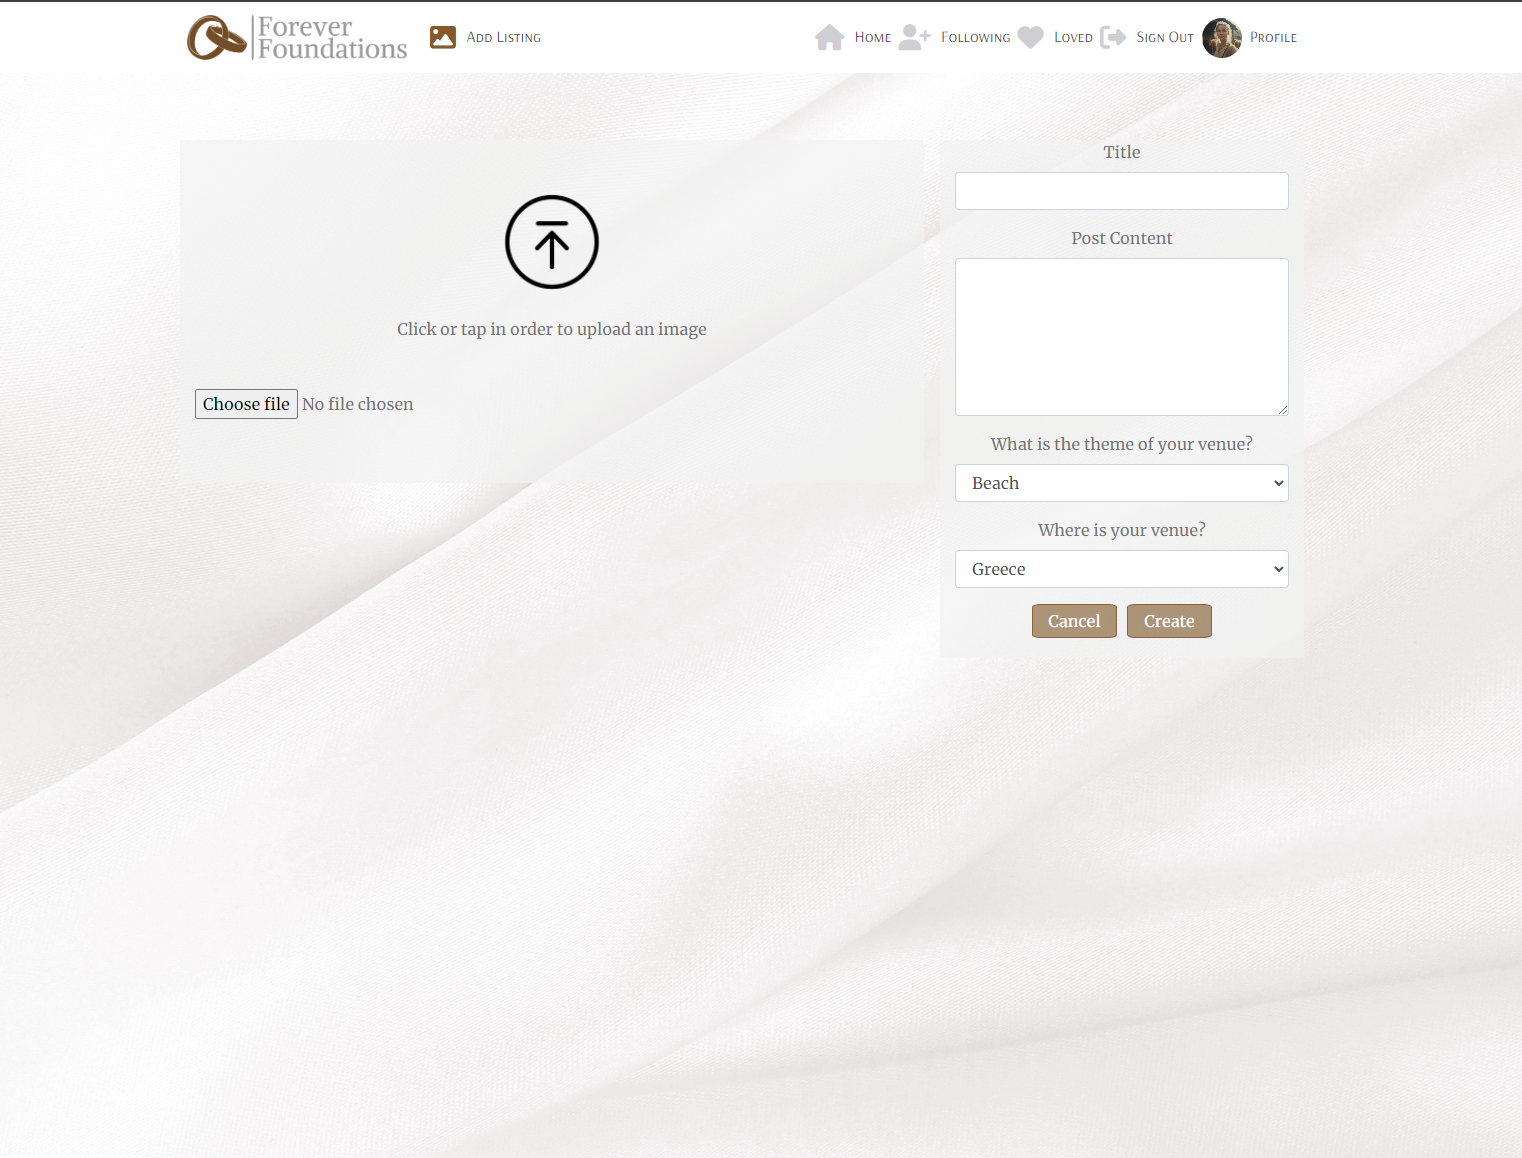 Forever
Foundations
Add Listing
Home
Following
Loved
Sign Out
Profile
Click or tap in order to upload an image
Choose file No file chosen
Title
Post Content
What is the theme of your venue?
Beach
Where is your venue?
Greece
Cancel
Create